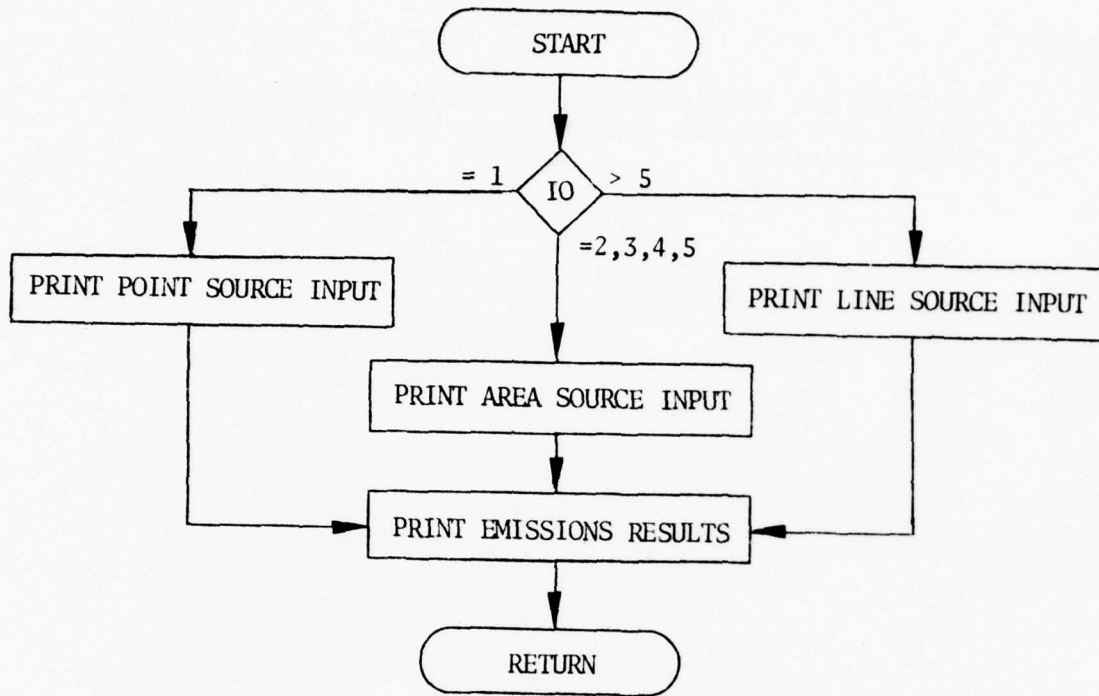 START
= 1
IO
> 5
=2,3,4,5
PRINT POINT SOURCE INPUT
PRINT LINE SOURCE INPUT
PRINT AREA SOURCE INPUT
PRINT EMISSIONS RESULTS
RETURN